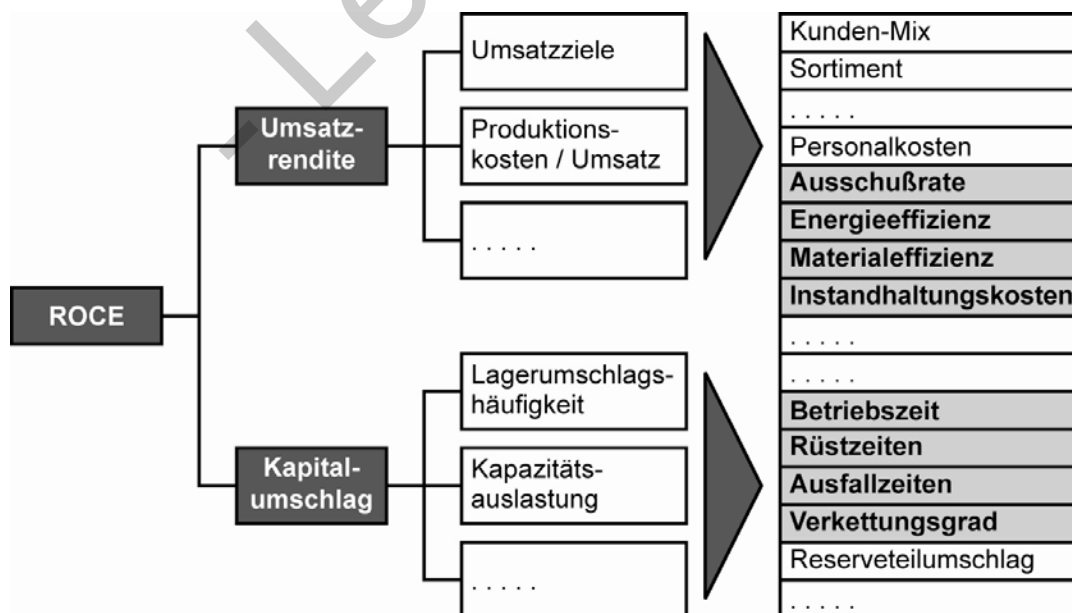 - Le
ROCE
Umsatz-
rendite
Kapital-
umschlag
Umsatzziele
Produktions-
kosten / Umsatz
. . . . .
Lagerumschlags-
häufigkeit
Kapazitäts-
auslastung
. . . . .
Kunden-Mix
Sortiment
. . . . .
Personalkosten
Ausschußrate
Energieeffizienz
Materialeffizienz
Instandhaltungskosten
. . . . .
. . . . .
Betriebszeit
Rüstzeiten
Ausfallzeiten
Verkettungsgrad
Reserveteilumschlag
. . . . .